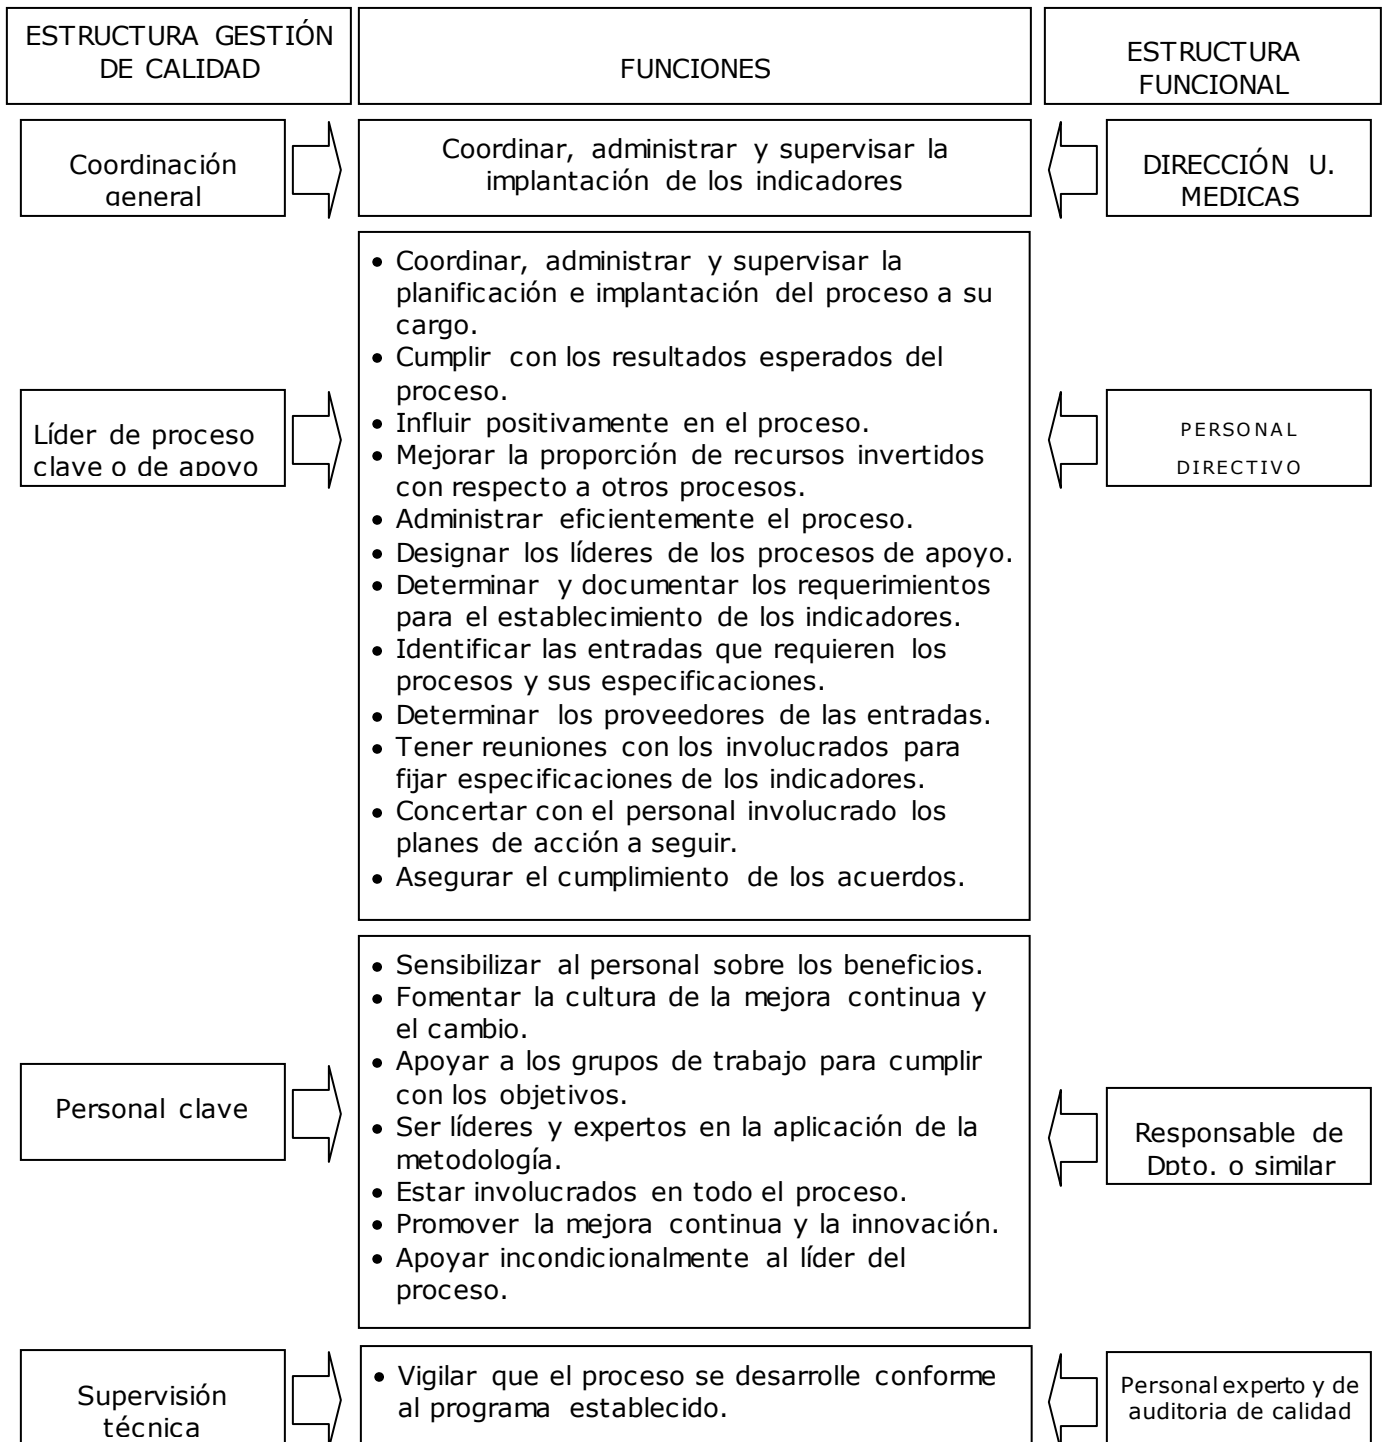 ESTRUCTURA GESTIÓN
DE CALIDAD
FUNCIONES
ESTRUCTURA
FUNCIONAL
Coordinación
general
Coordinar, administrar y supervisar la
implantación de los indicadores
DIRECCIÓN U.
MEDICAS
Líder de proceso
clave o de apoyo
• Coordinar, administrar y supervisar la
planificación e implantación del proceso a su
cargo.
• Cumplir con los resultados esperados del
proceso.
• Influir positivamente en el proceso.
• Mejorar la proporción de recursos invertidos
con respecto a otros procesos.
• Administrar eficientemente el proceso.
• Designar los líderes de los procesos de apoyo.
• Determinar y documentar los requerimientos
para el establecimiento de los indicadores.
• Identificar las entradas que requieren los
procesos y sus especificaciones.
• Determinar los proveedores de las entradas.
• Tener reuniones con los involucrados para
fijar especificaciones de los indicadores.
• Concertar con el personal involucrado los
planes de acción a seguir.
• Asegurar el cumplimiento de los acuerdos.
PERSONAL
DIRECTIVO
Personal clave
• Sensibilizar al personal sobre los beneficios.
• Fomentar la cultura de la mejora continua y
el cambio.
• Apoyar a los grupos de trabajo para cumplir
con los objetivos.
• Ser líderes y expertos en la aplicación de la
metodología.
• Estar involucrados en todo el proceso.
• Promover la mejora continua y la innovación.
• Apoyar incondicionalmente al líder del
proceso.
Responsable de
Dpto. o similar
Supervisión
técnica
• Vigilar que el proceso se desarrolle conforme
al programa establecido.
Personal experto y de
auditoria de calidad